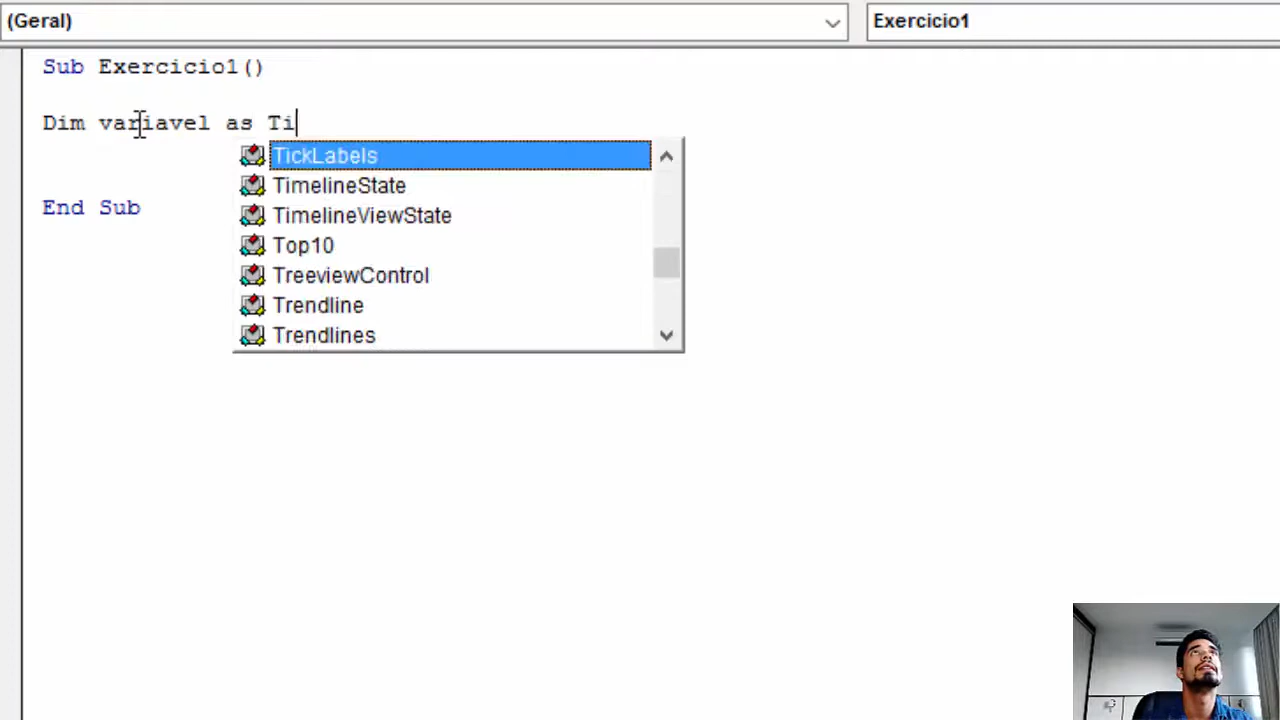 (Geral)
Exercicio1
Sub Exercicio1()
Dim variavel as Ti
TickLabels
TimelineState
TimelineViewState
Top10
TreeviewControl
Trendline
Trendlines
End Sub